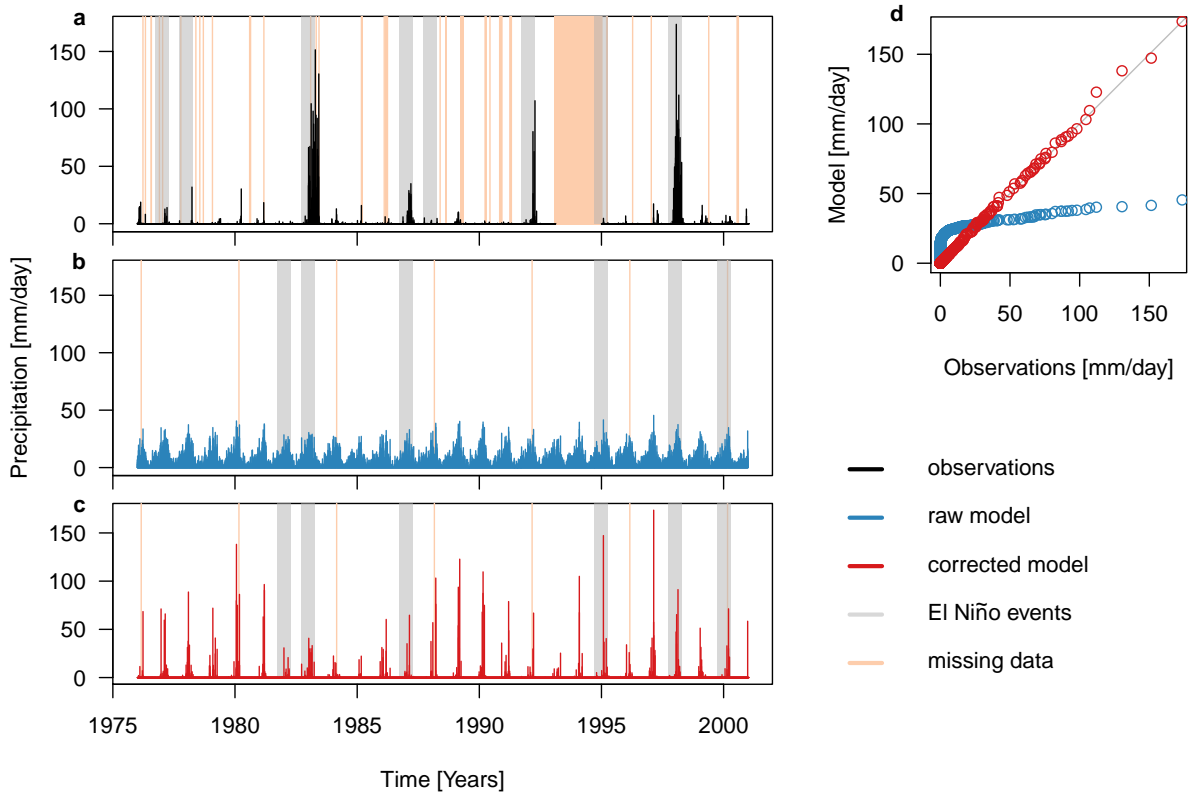 a
150
100
50
0
b
150
100
50
0
c
150
100
50
0
1975 1980 1985 1990 1995 2000
Time [Years]
Precipitation [mm/day]
d
150
100
50
0
0 50 100 150
Model [mm/day]
Observations [mm/day]
observations
raw model
corrected model
El Niño events
missing data